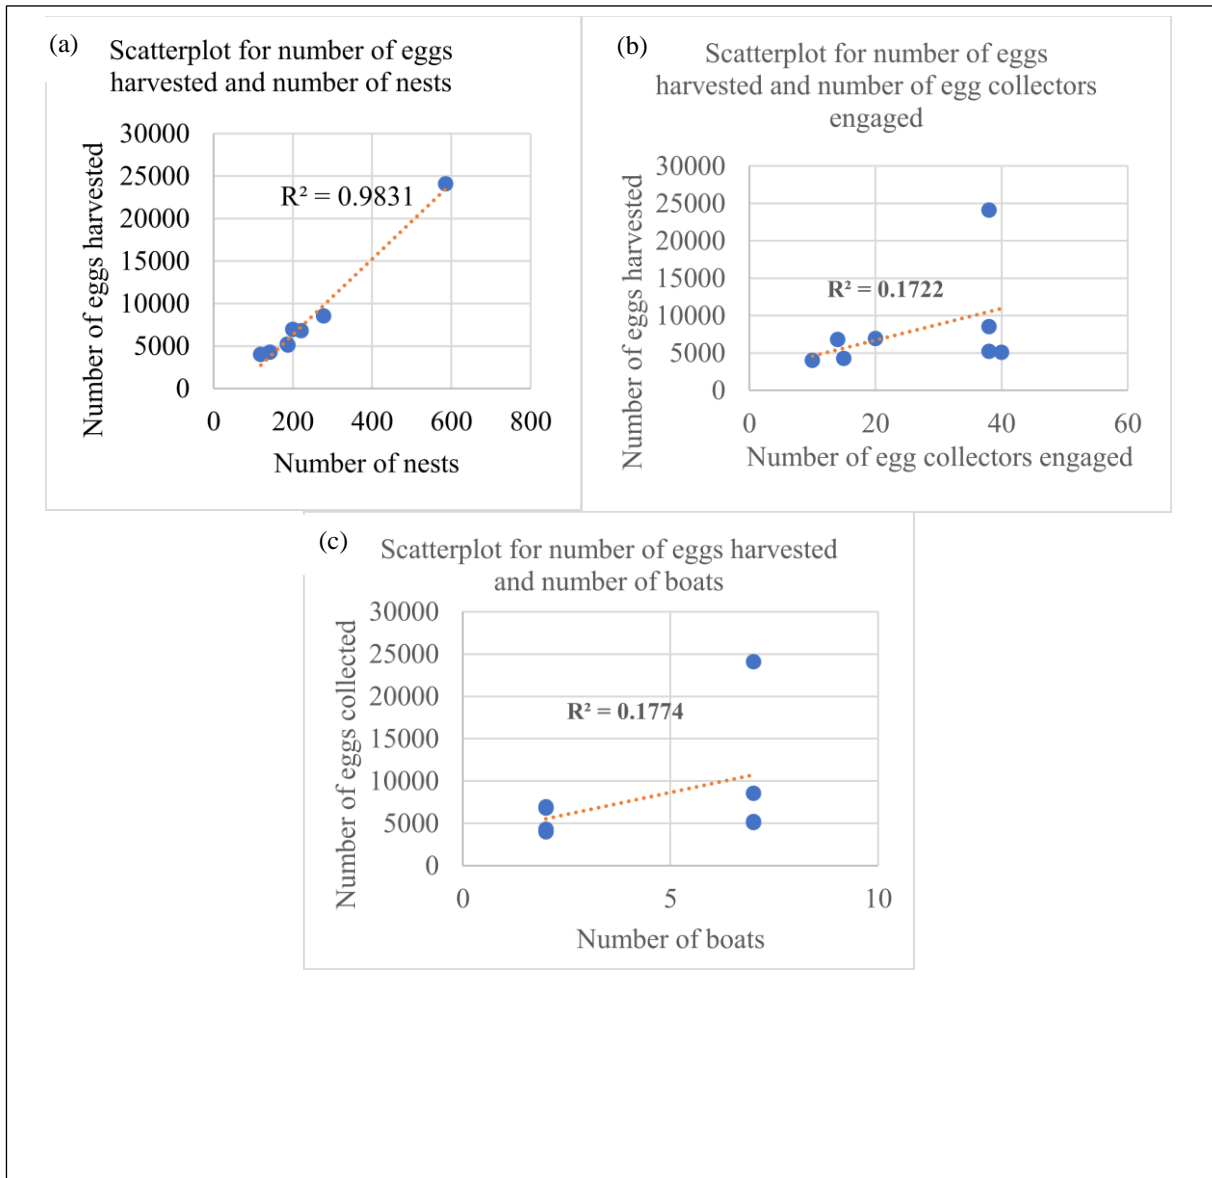 (a)
Scatterplot for number of eggs
harvested and number of nests
Number of eggs harvested
30000
25000
20000
15000
10000
5000
0
R² = 0.9831
0
200
400
600
800
Number of nests
(b)
Scatterplot for number of eggs
harvested and number of egg collectors
engaged
Number of eggs harvested
30000
25000
20000
15000
10000
5000
0
R² = 0.1722
0
20
40
60
Number of egg collectors engaged
(c)
Scatterplot for number of eggs harvested
and number of boats
Number of eggs collected
30000
25000
20000
15000
10000
5000
0
R² = 0.1774
0
5
10
Number of boats